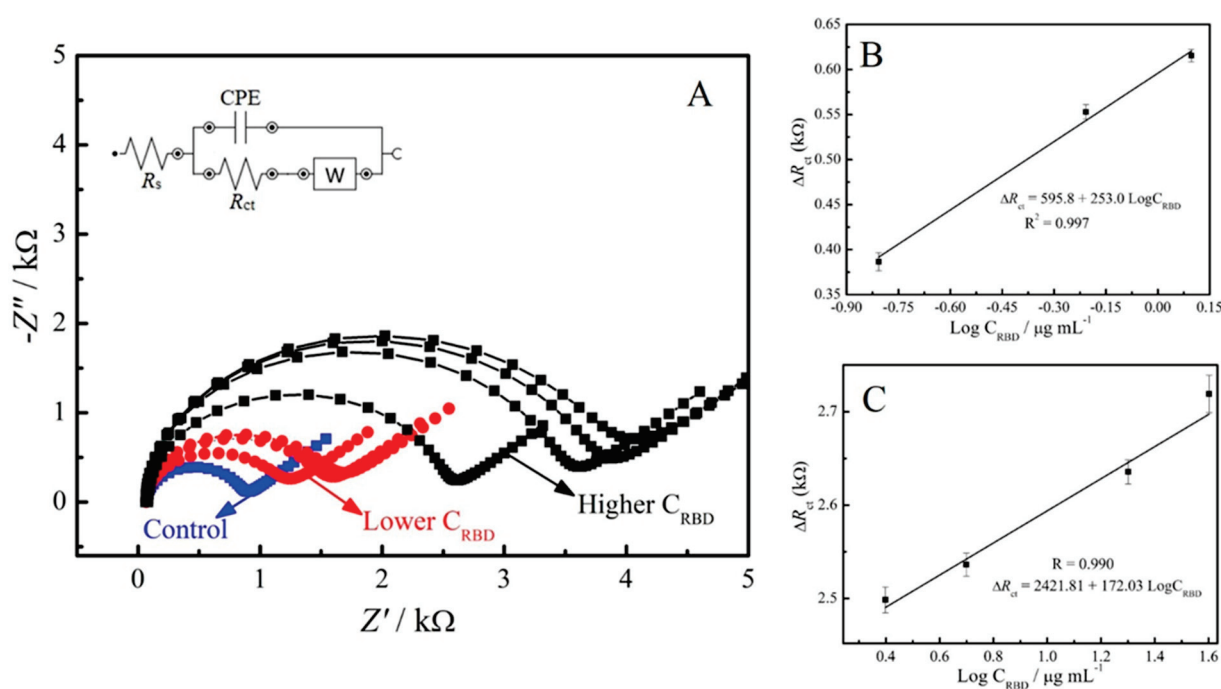 A
5
4
3
2
1
0
-Z″ / kΩ
CPE
Rs
Rct
W
Control
Lower CRBD
Higher CRBD
0 1 2 3 4 5
Z′ / kΩ
B
0.65
0.60
0.55
0.50
0.45
0.40
0.35
ΔRct (kΩ)
ΔRct = 595.8 + 253.0 LogCRBD
R² = 0.997
-0.90 -0.75 -0.60 -0.45 -0.30 -0.15 0.00 0.15
Log CRBD / μg mL⁻¹
C
2.7
2.6
2.5
ΔRct (kΩ)
R = 0.990
ΔRct = 2421.81 + 172.03 LogCRBD
0.4 0.6 0.8 1.0 1.2 1.4 1.6
Log CRBD / μg mL⁻¹